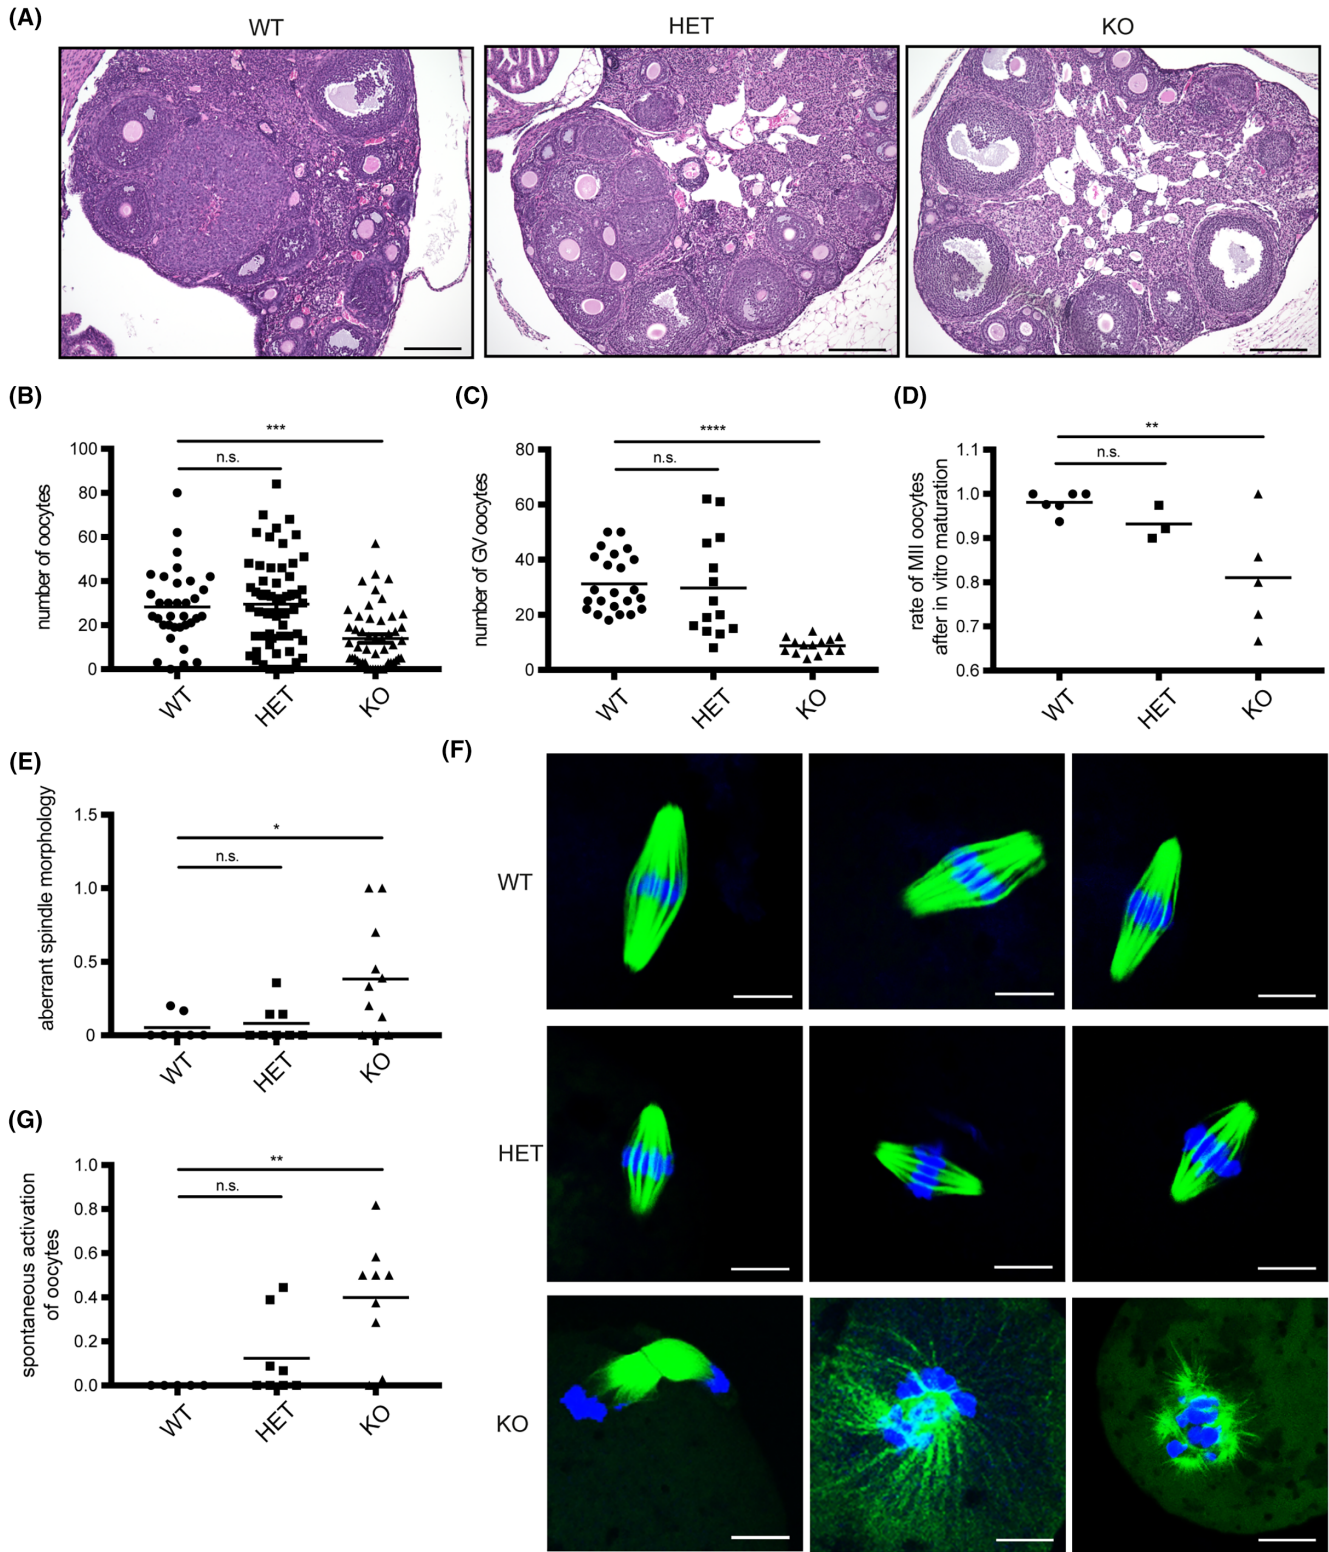 (A)
WT
HET
KO
(B)
number of oocytes
100
80
60
40
20
0
***
n.s.
WT
HET
KO
(C)
number of GV oocytes
80
60
40
20
0
****
n.s.
WT
HET
KO
(D)
rate of MII oocytes
after in vitro maturation
1.1
1.0
0.9
0.8
0.7
0.6
**
n.s.
WT
HET
KO
(E)
aberrant spindle morphology
1.5
1.0
0.5
0
*
n.s.
WT
HET
KO
(F)
WT
HET
KO
(G)
spontaneous activation
of oocytes
1.0
0.8
0.6
0.4
0.2
0.0
**
n.s.
WT
HET
KO